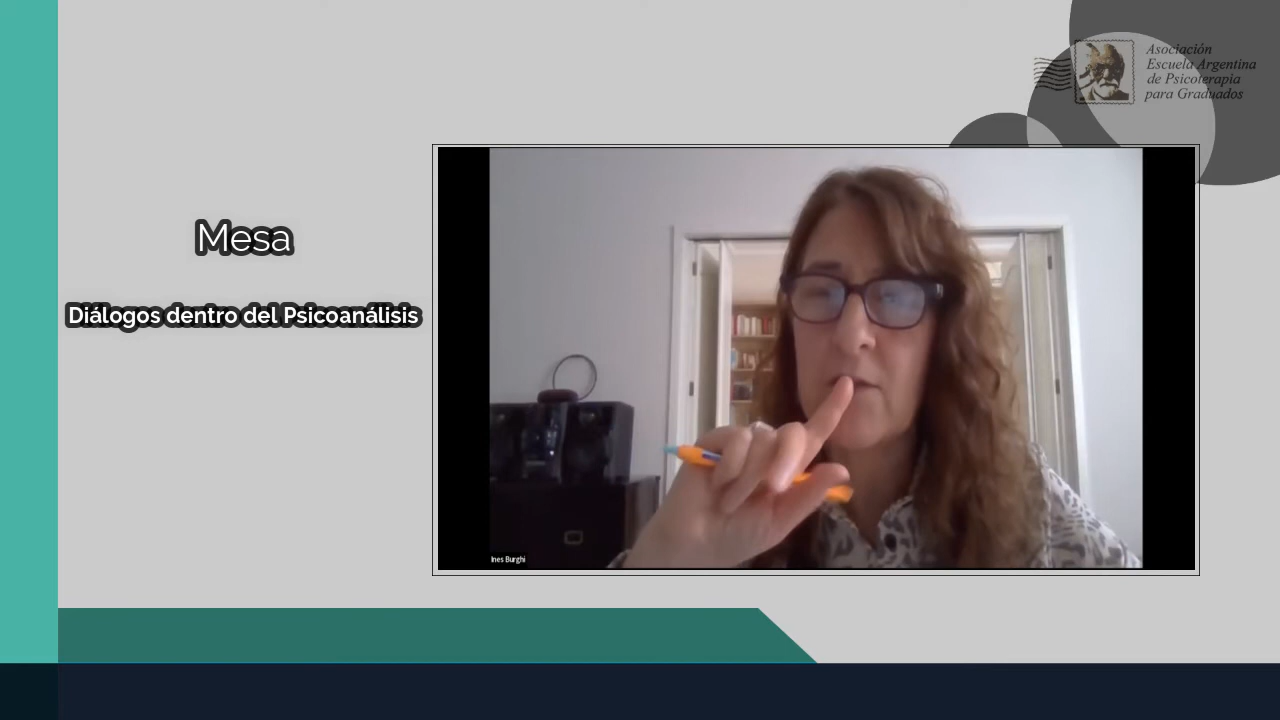 Asociación
Escuela Argentina
de Psicoterapia
para Graduados
Mesa
Diálogos dentro del Psicoanálisis
Ines Burghi